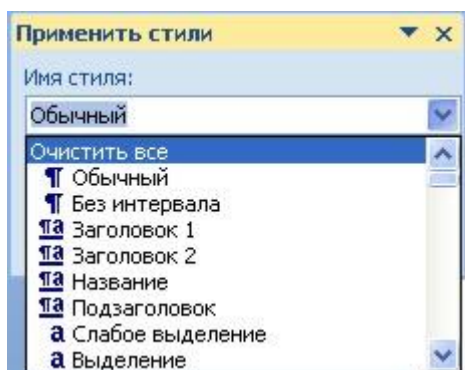 Применить стили
Имя стиля:
Обычный
Очистить все
¶ Обычный
¶ Без интервала
¶a Заголовок 1
¶a Заголовок 2
¶a Название
¶a Подзаголовок
a Слабое выделение
a Выделение